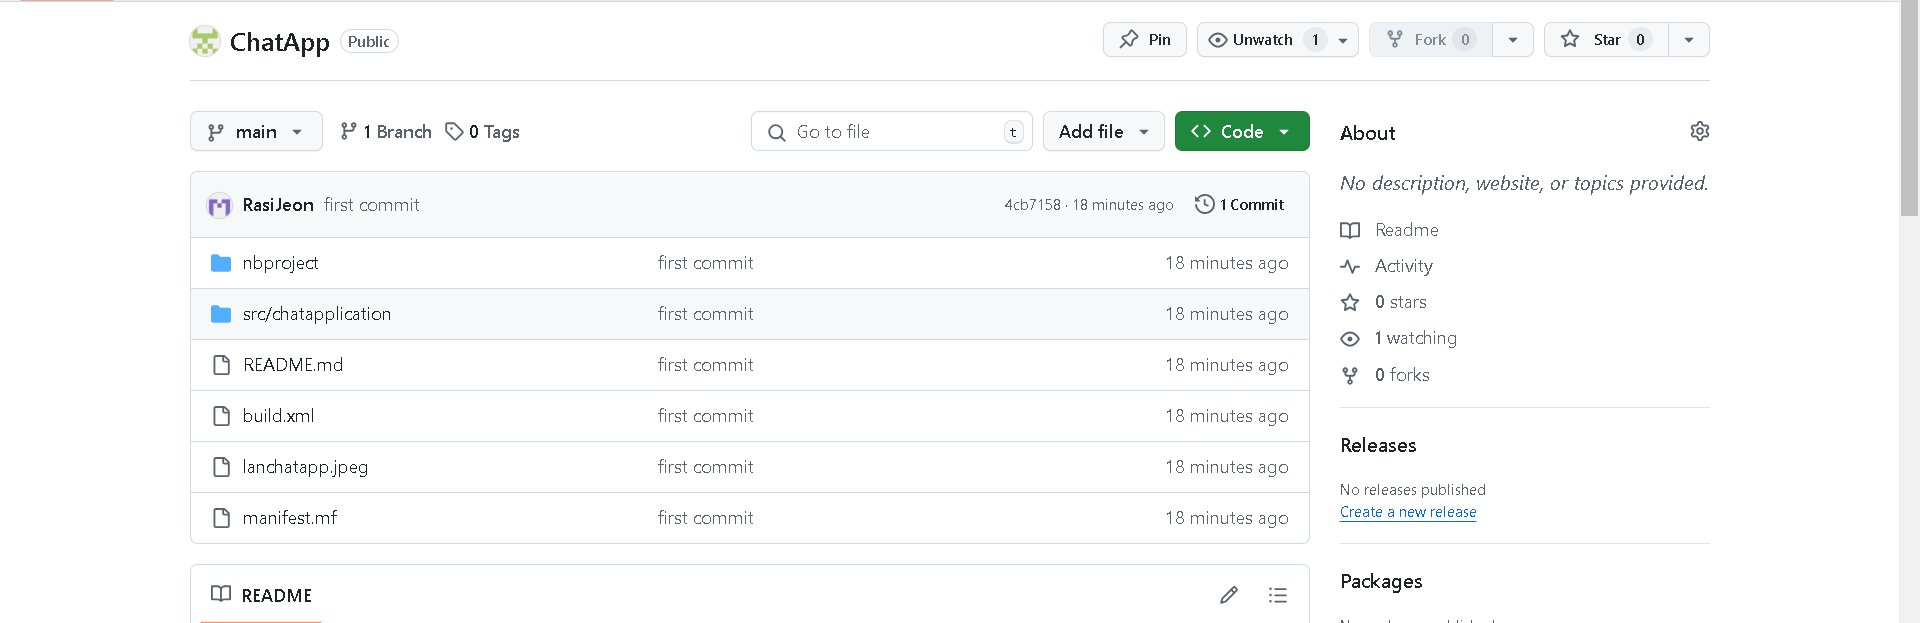 ChatApp Public Pin Unwatch 1 Fork 0 Star 0
main 1 Branch 0 Tags Go to file t Add file Code
RasiJeon first commit 4cb7158 · 18 minutes ago 1 Commit
nbproject first commit 18 minutes ago
src/chatapplication first commit 18 minutes ago
README.md first commit 18 minutes ago
build.xml first commit 18 minutes ago
lanchatapp.jpeg first commit 18 minutes ago
manifest.mf first commit 18 minutes ago
README
About
No description, website, or topics provided.
Readme
Activity
0 stars
1 watching
0 forks
Releases
No releases published
Create a new release
Packages